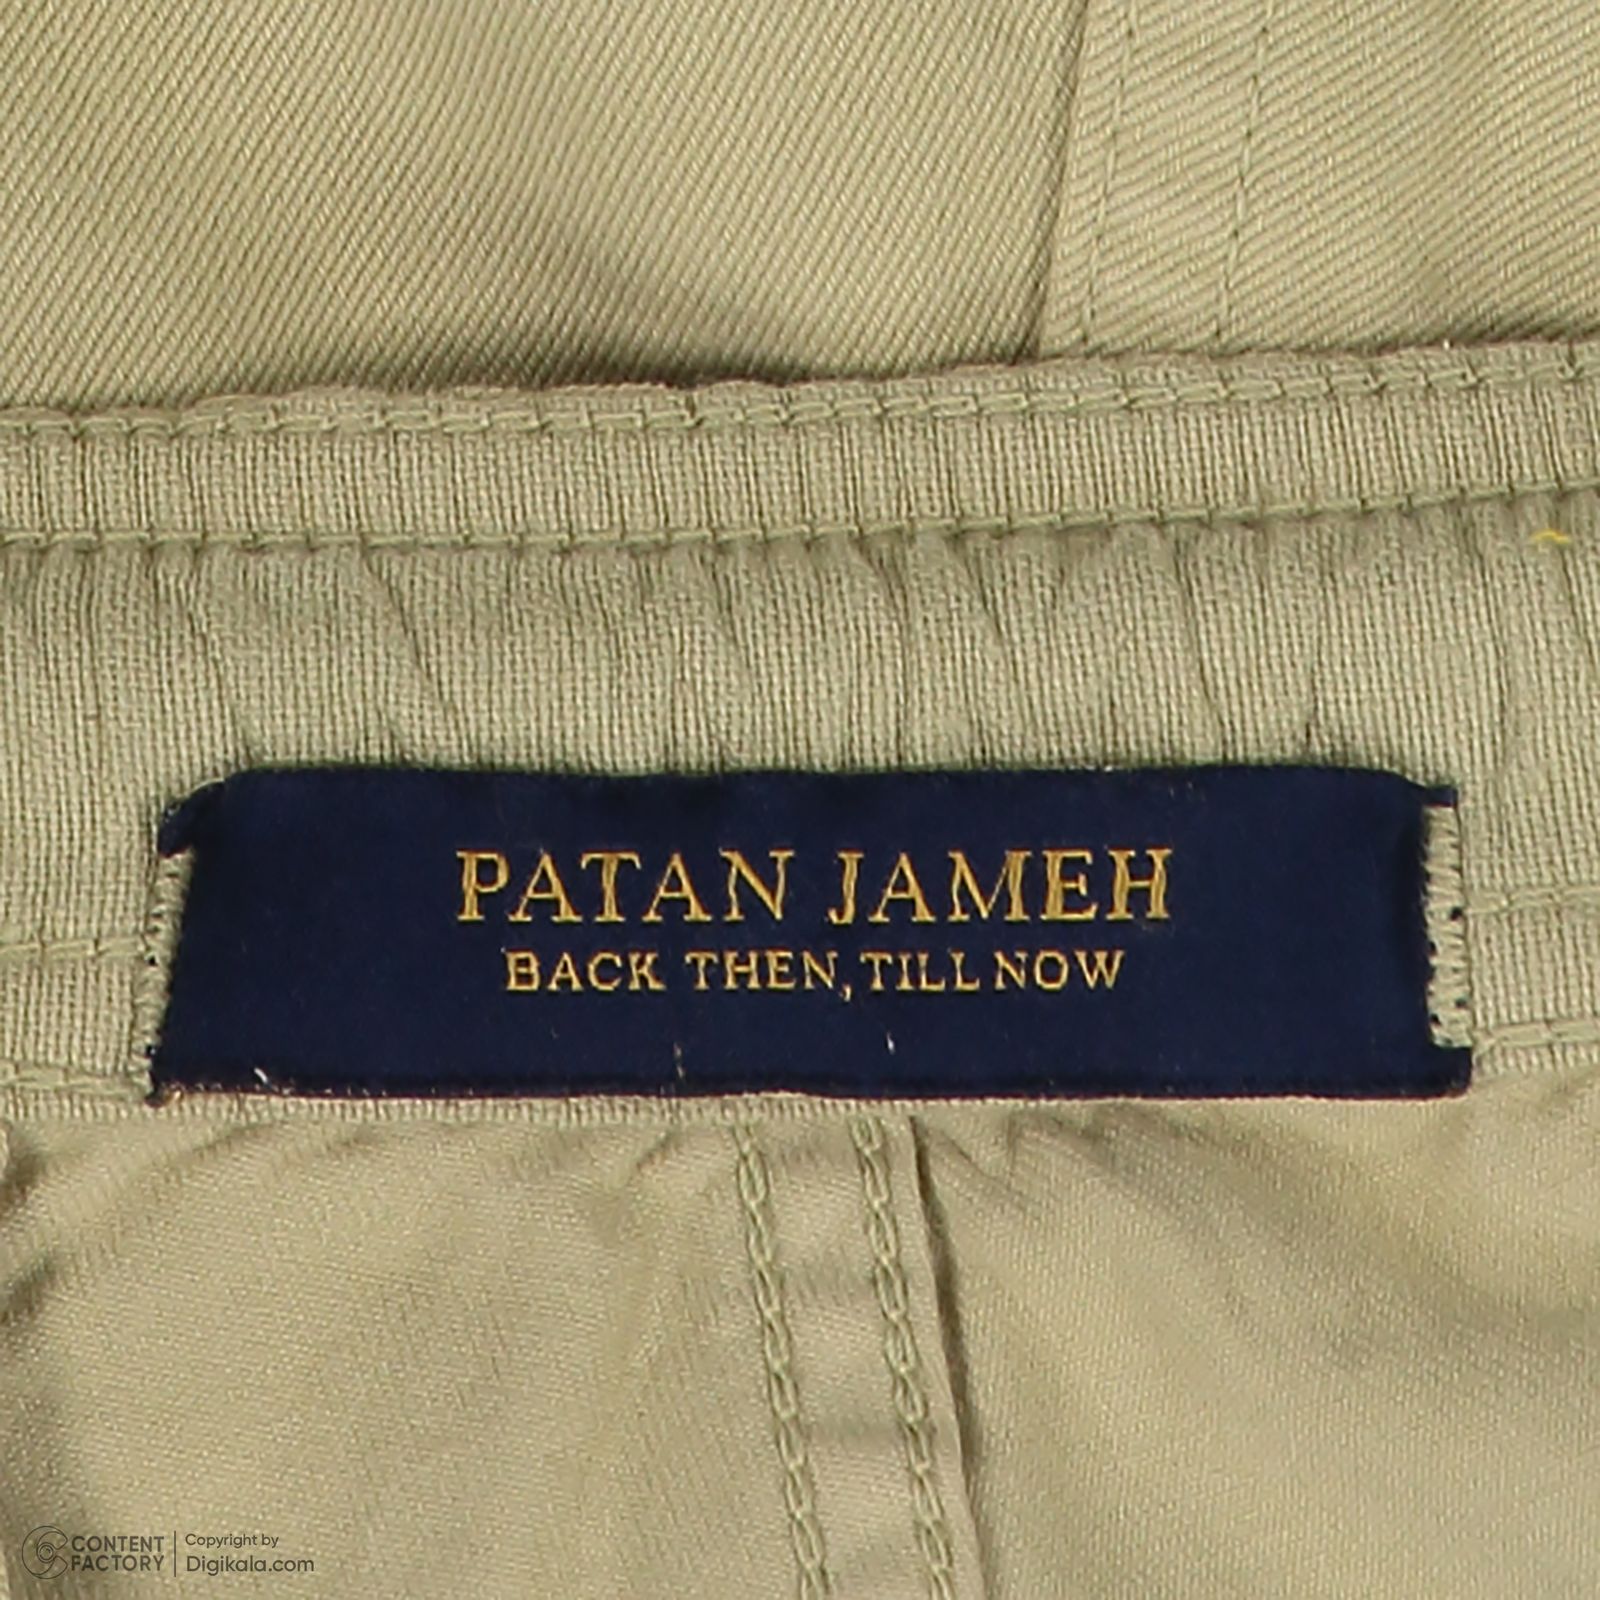 PATAN JAMEH
BACK THEN, TILL NOW
CONTENT
FACTORY
Copyright by
Digikala.com